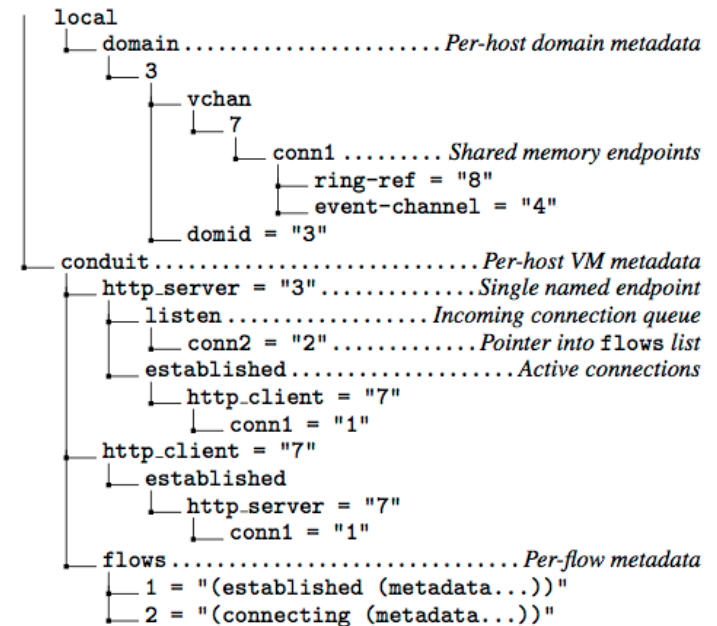 local
domain.......................Per-host domain metadata
3
vchan
7
conn1.........Shared memory endpoints
ring-ref = "8"
event-channel = "4"
domid = "3"
conduit.............................Per-host VM metadata
http_server = "3"..............Single named endpoint
listen..................Incoming connection queue
conn2 = "2".............Pointer into flows list
established....................Active connections
http_client = "7"
conn1 = "1"
http_client = "7"
established
http_server = "7"
conn1 = "1"
flows...............................Per-flow metadata
1 = "(established (metadata...))"
2 = "(connecting (metadata...))"